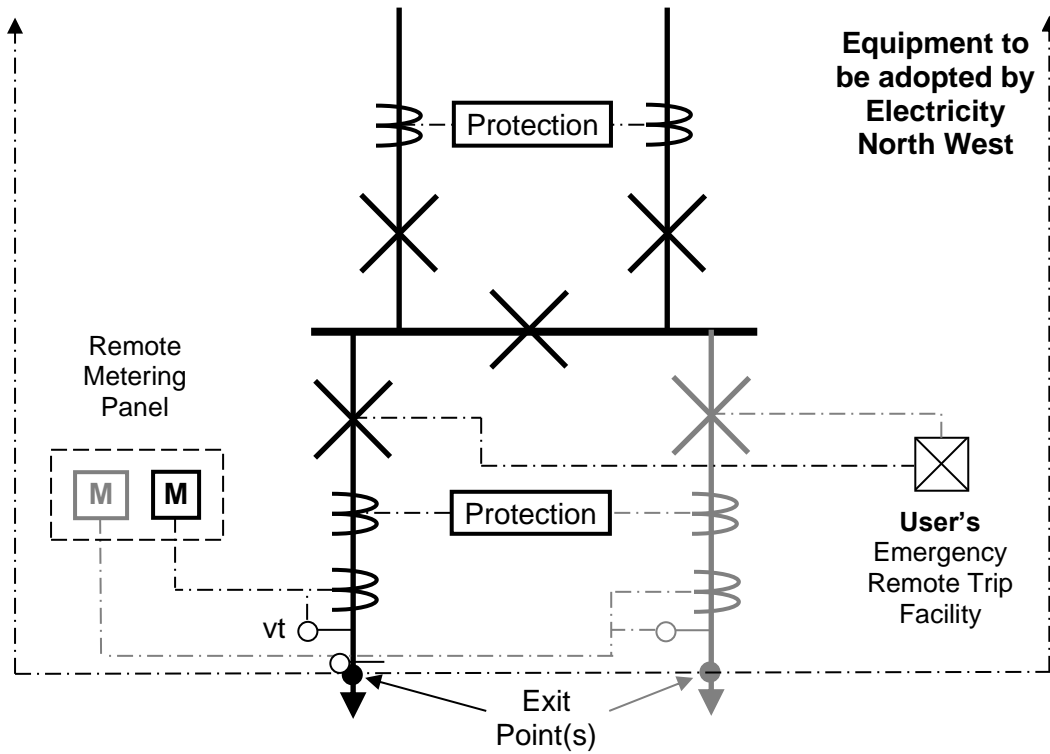 Equipment to
be adopted by
Electricity
North West
Protection
Remote
Metering
Panel
M
M
Protection
User's
Emergency
Remote Trip
Facility
vt
Exit
Point(s)